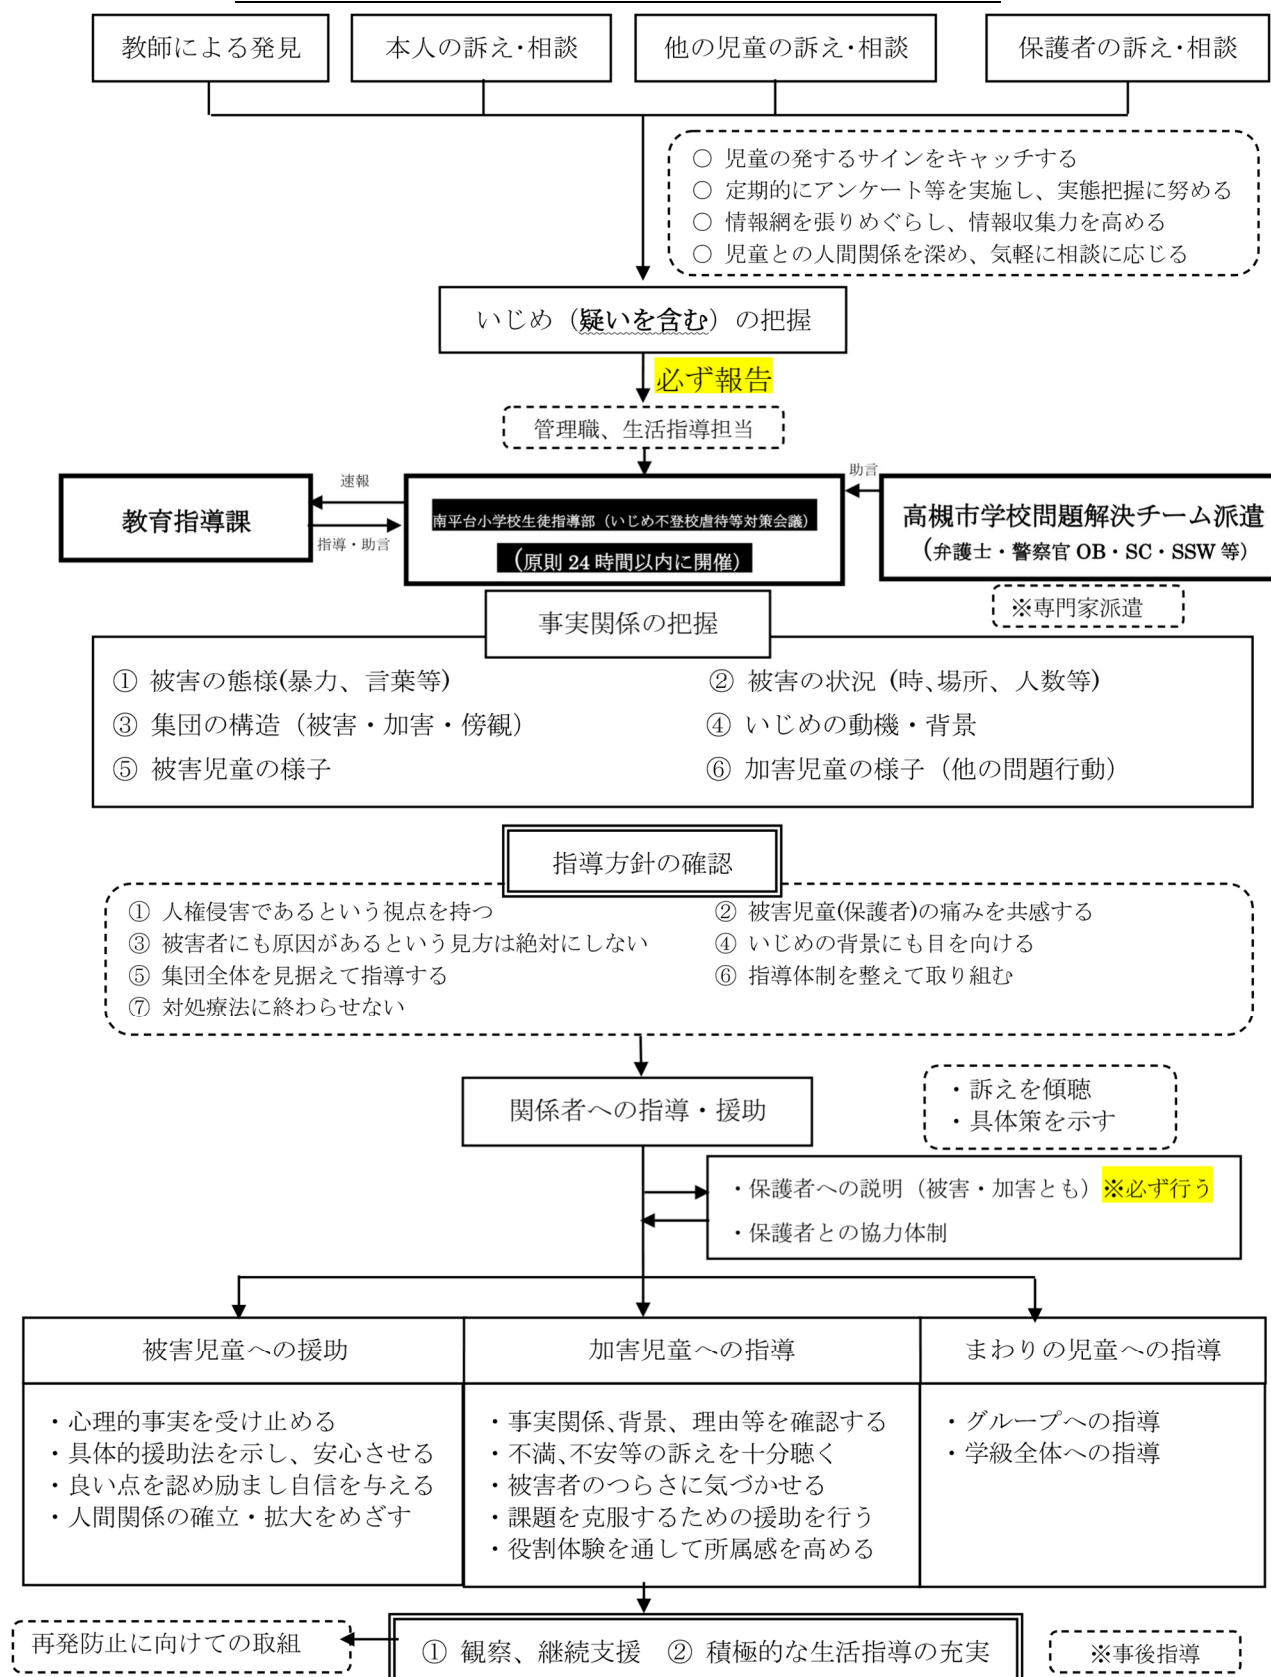 教師による発見
本人の訴え・相談
他の児童の訴え・相談
保護者の訴え・相談
○ 児童の発するサインをキャッチする
○ 定期的にアンケート等を実施し、実態把握に努める
○ 情報網を張りめぐらし、情報収集力を高める
○ 児童との人間関係を深め、気軽に相談に応じる
いじめ（疑いを含む）の把握
必ず報告
管理職、生活指導担当
教育指導課
速報
指導・助言
南平台小学校生徒指導部（いじめ不登校虐待等対策会議）
（原則 24 時間以内に開催）
助言
高槻市学校問題解決チーム派遣
（弁護士・警察官 OB・SC・SSW 等）
※専門家派遣
事実関係の把握
① 被害の態様(暴力、言葉等)
② 被害の状況（時、場所、人数等）
③ 集団の構造（被害・加害・傍観）
④ いじめの動機・背景
⑤ 被害児童の様子
⑥ 加害児童の様子（他の問題行動）
指導方針の確認
① 人権侵害であるという視点を持つ
② 被害児童(保護者)の痛みを共感する
③ 被害者にも原因があるという見方は絶対にしない
④ いじめの背景にも目を向ける
⑤ 集団全体を見据えて指導する
⑥ 指導体制を整えて取り組む
⑦ 対処療法に終わらせない
関係者への指導・援助
・訴えを傾聴
・具体策を示す
・保護者への説明（被害・加害とも）※必ず行う
・保護者との協力体制
被害児童への援助
・心理的事実を受け止める
・具体的援助法を示し、安心させる
・良い点を認め励まし自信を与える
・人間関係の確立・拡大をめざす
加害児童への指導
・事実関係、背景、理由等を確認する
・不満、不安等の訴えを十分聴く
・被害者のつらさに気づかせる
・課題を克服するための援助を行う
・役割体験を通して所属感を高める
まわりの児童への指導
・グループへの指導
・学級全体への指導
再発防止に向けての取組
① 観察、継続支援 ② 積極的な生活指導の充実
※事後指導